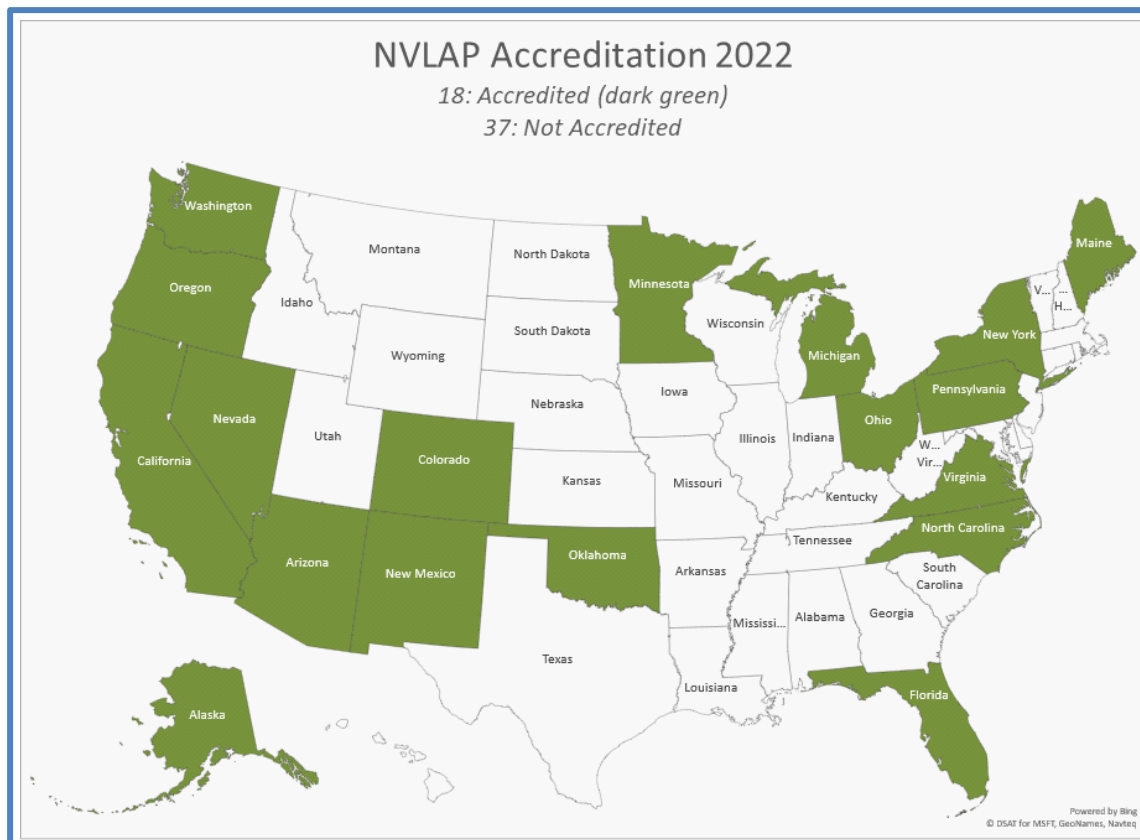 NVLAP Accreditation 2022
18: Accredited (dark green)
37: Not Accredited
Washington
Montana
North Dakota
Minnesota
Maine
Oregon
Idaho
South Dakota
Wisconsin
V...
...
H...
Wyoming
Michigan
New York
Nebraska
Iowa
Pennsylvania
Nevada
Utah
Colorado
Illinois
Indiana
Ohio
California
Kansas
Missouri
W...
Vir...
Virginia
Kentucky
Arizona
New Mexico
Oklahoma
Arkansas
Tennessee
North Carolina
South
Carolina
Mississi...
Alabama
Georgia
Texas
Louisiana
Florida
Alaska
Powered by Bing
© DSAT for MSFT, GeoNames, Navteq